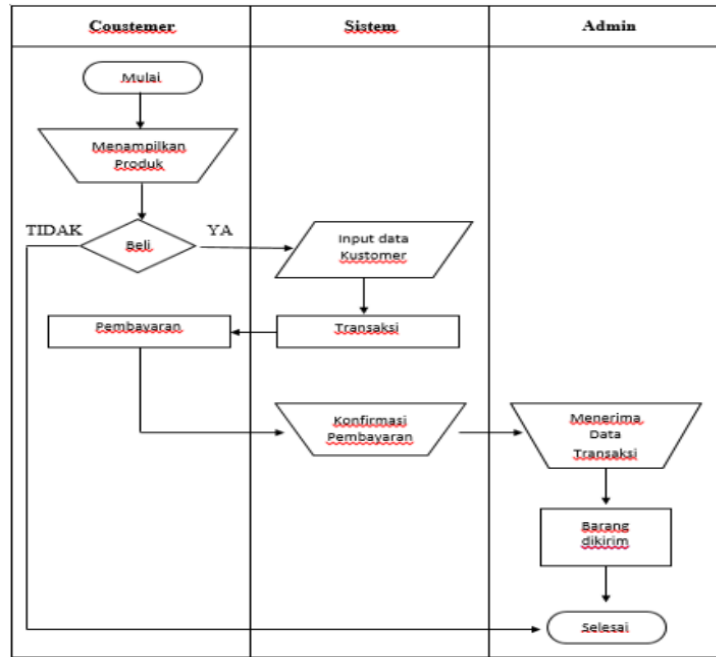 Coustemer
Sistem
Admin
Mulai
Menampilkan
Produk
TIDAK
Beli
YA
Input data
Kustomer
Pembayaran
Transaksi
Konfirmasi
Pembayaran
Menerima
Data
Transaksi
Barang
dikirim
Selesai